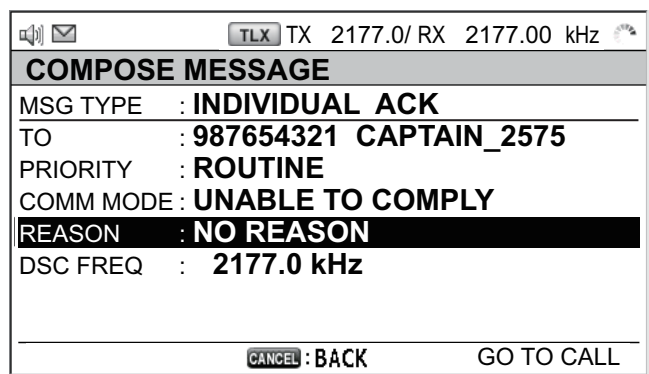 TLX TX 2177.0/ RX 2177.00 kHz
COMPOSE MESSAGE
MSG TYPE : INDIVIDUAL ACK
TO : 987654321 CAPTAIN_2575
PRIORITY : ROUTINE
COMM MODE : UNABLE TO COMPLY
REASON : NO REASON
DSC FREQ : 2177.0 kHz
CANCEL : BACK GO TO CALL